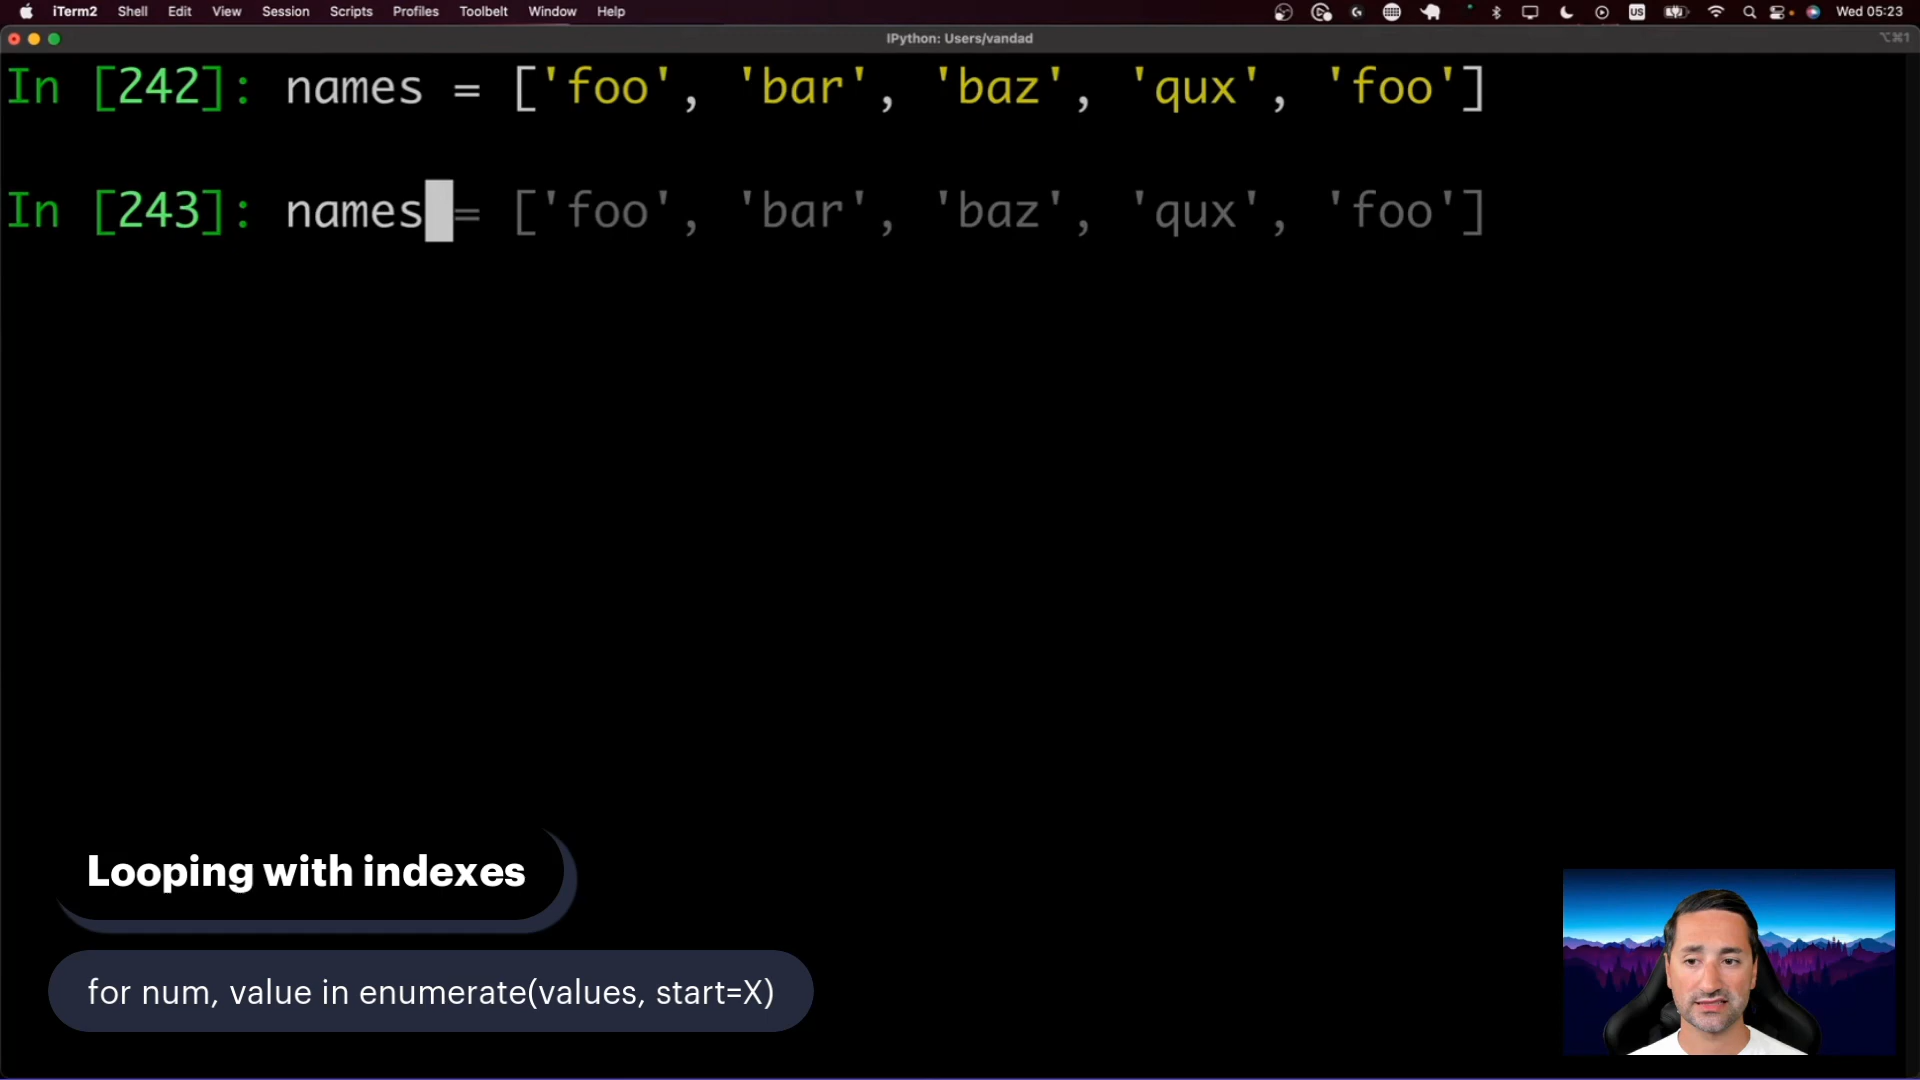 iTerm2 Shell Edit View Session Scripts Profiles Toolbelt Window Help US Wed 05:23
IPython: Users/vandad ⌥⌘1
In [242]: names = ['foo', 'bar', 'baz', 'qux', 'foo']
In [243]: names = ['foo', 'bar', 'baz', 'qux', 'foo']
Looping with indexes
for num, value in enumerate(values, start=X)